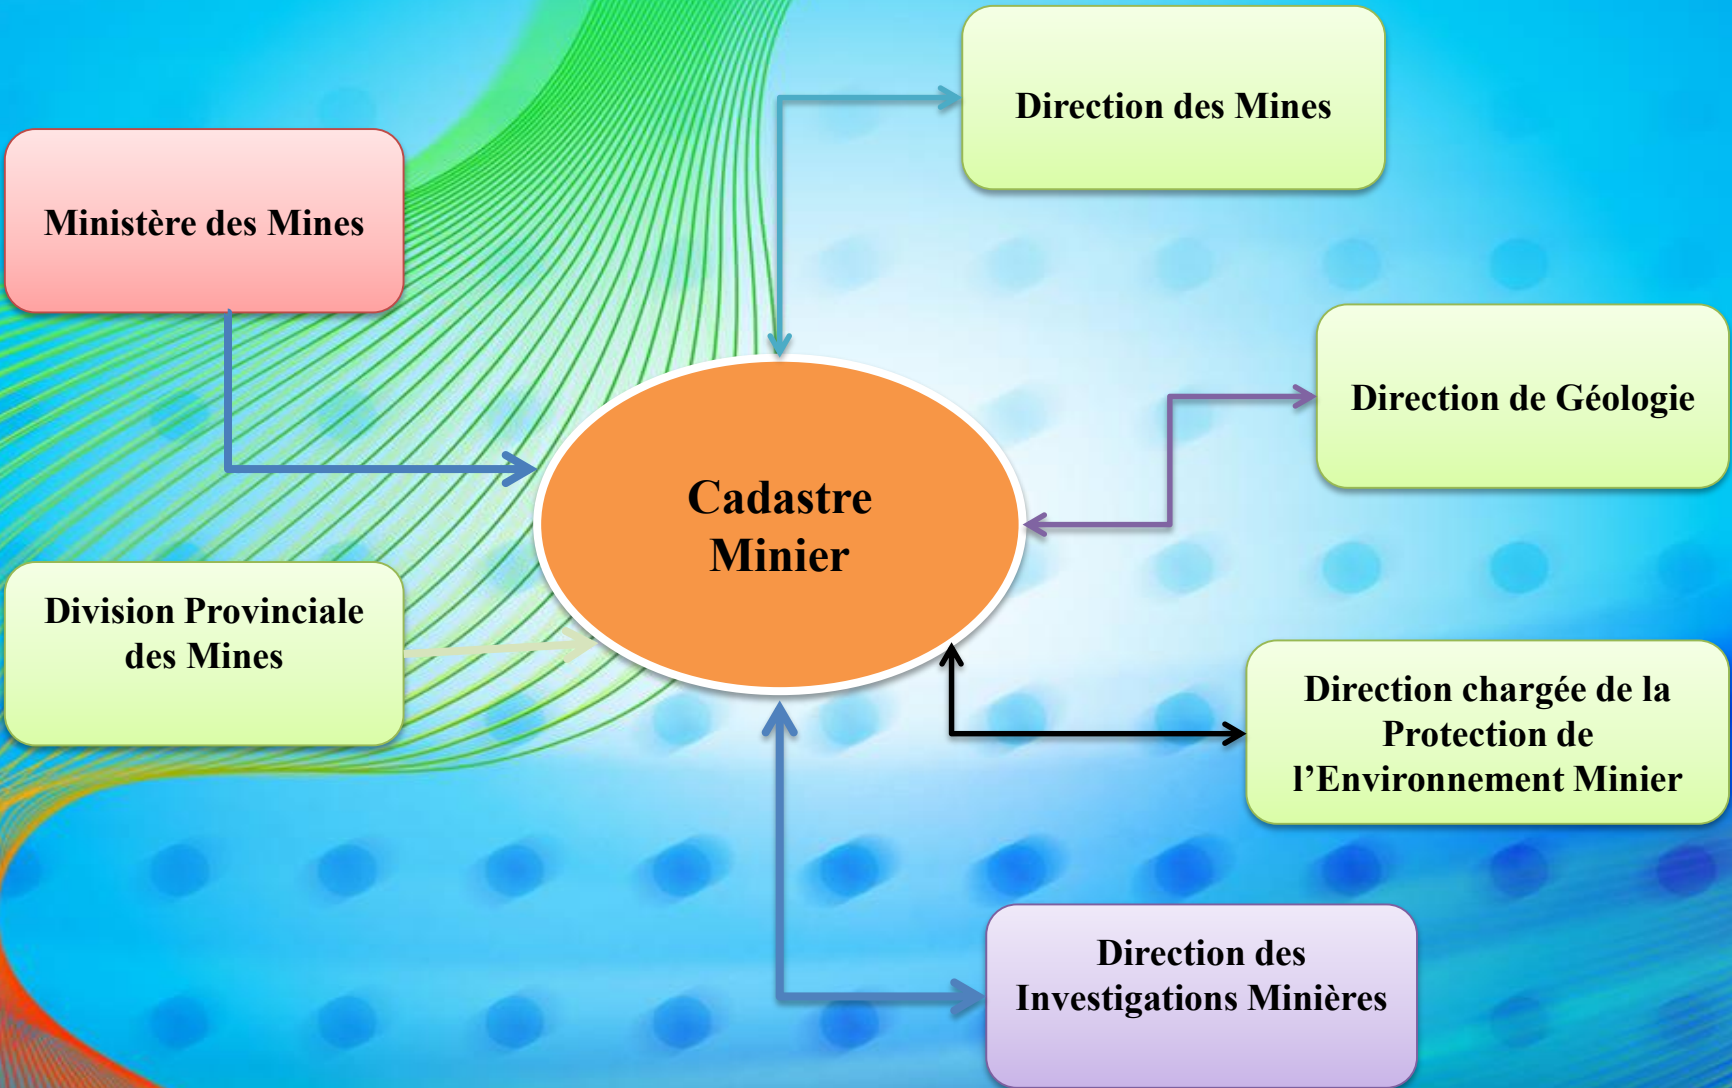 Direction des Mines
Ministère des Mines
Direction de Géologie
Cadastre
Minier
Division Provinciale
des Mines
Direction chargée de la
Protection de
l’Environnement Minier
Direction des
Investigations Minières